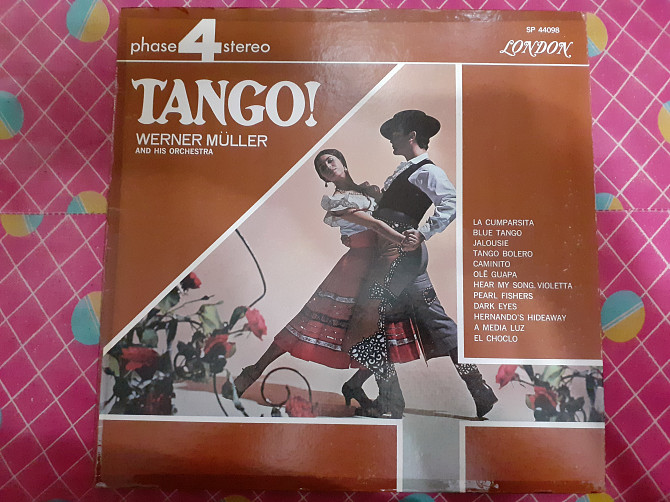 phase 4 stereo
SP 44098
LONDON
TANGO!
WERNER MÜLLER
AND HIS ORCHESTRA
LA CUMPARSITA
BLUE TANGO
JALOUSIE
TANGO BOLERO
CAMINITO
OLÉ GUAPA
HEAR MY SONG, VIOLETTA
PEARL FISHERS
DARK EYES
HERNANDO'S HIDEAWAY
A MEDIA LUZ
EL CHOCLO